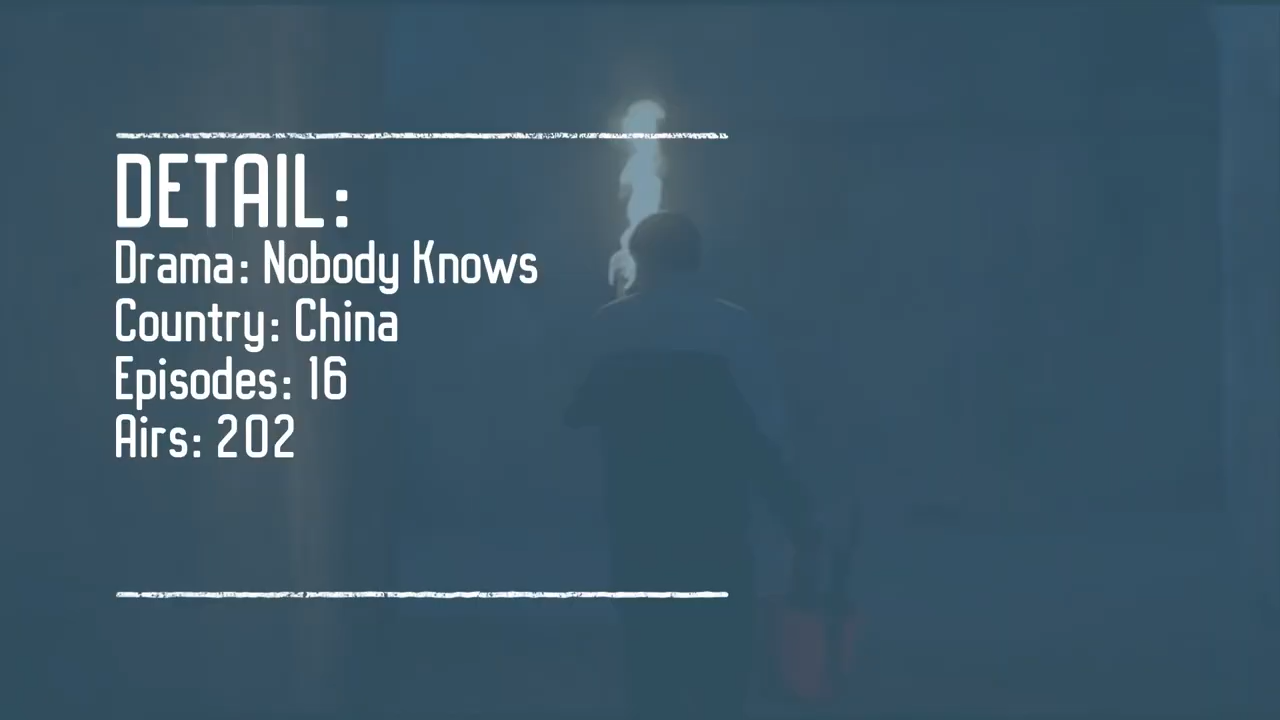 DETAIL:
Drama: Nobody Knows
Country: China
Episodes: 16
Airs: 202